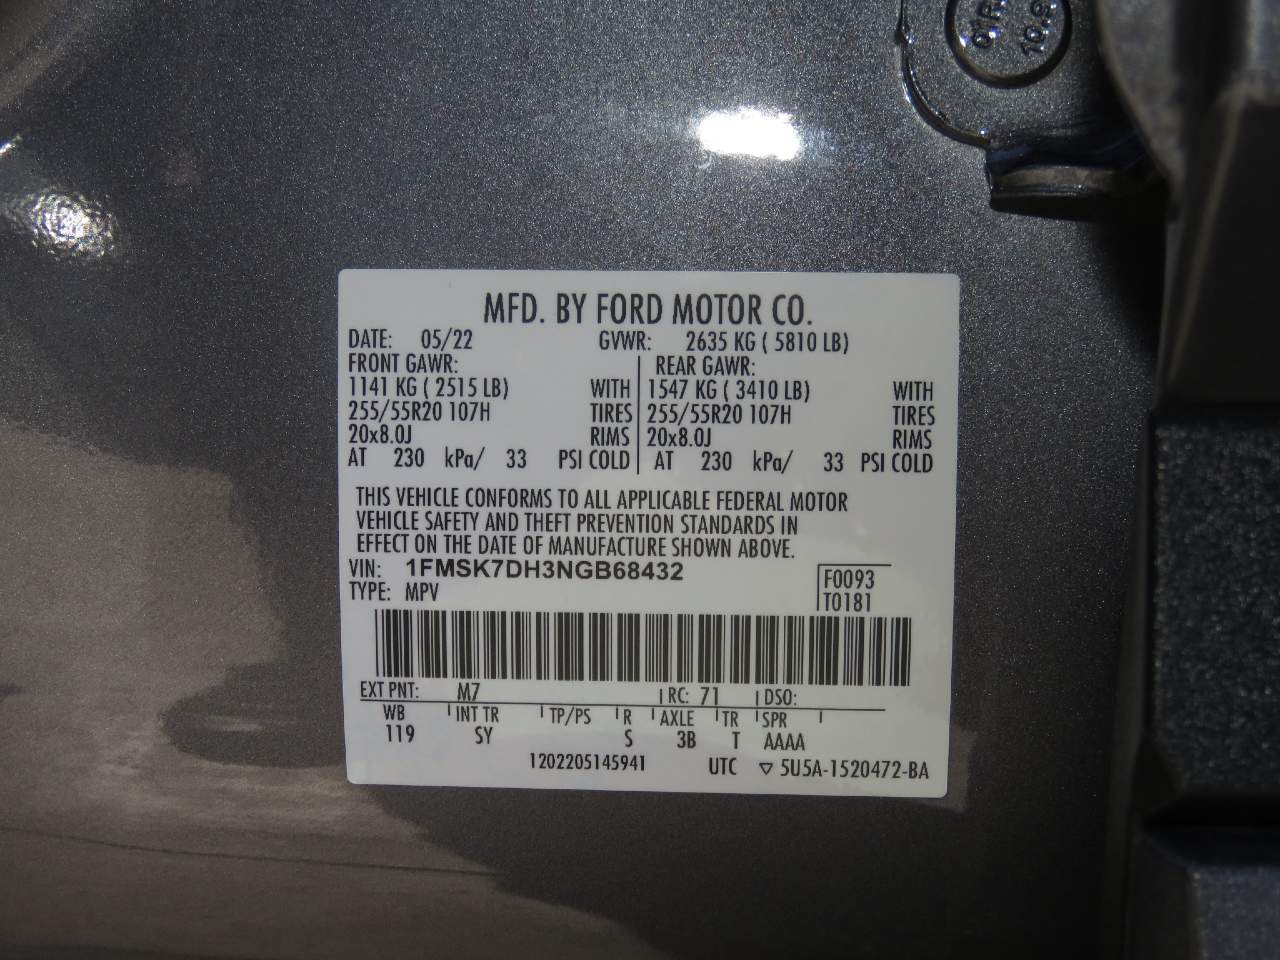 MFD. BY FORD MOTOR CO.
DATE: 05/22 GVWR: 2635 KG ( 5810 LB)
FRONT GAWR: REAR GAWR:
1141 KG ( 2515 LB) WITH 1547 KG ( 3410 LB) WITH
255/55R20 107H TIRES 255/55R20 107H TIRES
20x8.0J RIMS 20x8.0J RIMS
AT 230 kPa/ 33 PSI COLD AT 230 kPa/ 33 PSI COLD
THIS VEHICLE CONFORMS TO ALL APPLICABLE FEDERAL MOTOR
VEHICLE SAFETY AND THEFT PREVENTION STANDARDS IN
EFFECT ON THE DATE OF MANUFACTURE SHOWN ABOVE.
VIN: 1FMSK7DH3NGB68432 F0093
TYPE: MPV T0181
EXT PNT: M7 RC: 71 DSO:
WB INT TR TP/PS R AXLE TR SPR
119 SY S 3B T AAAA
1202205145941 UTC ▽ 5U5A-1520472-BA